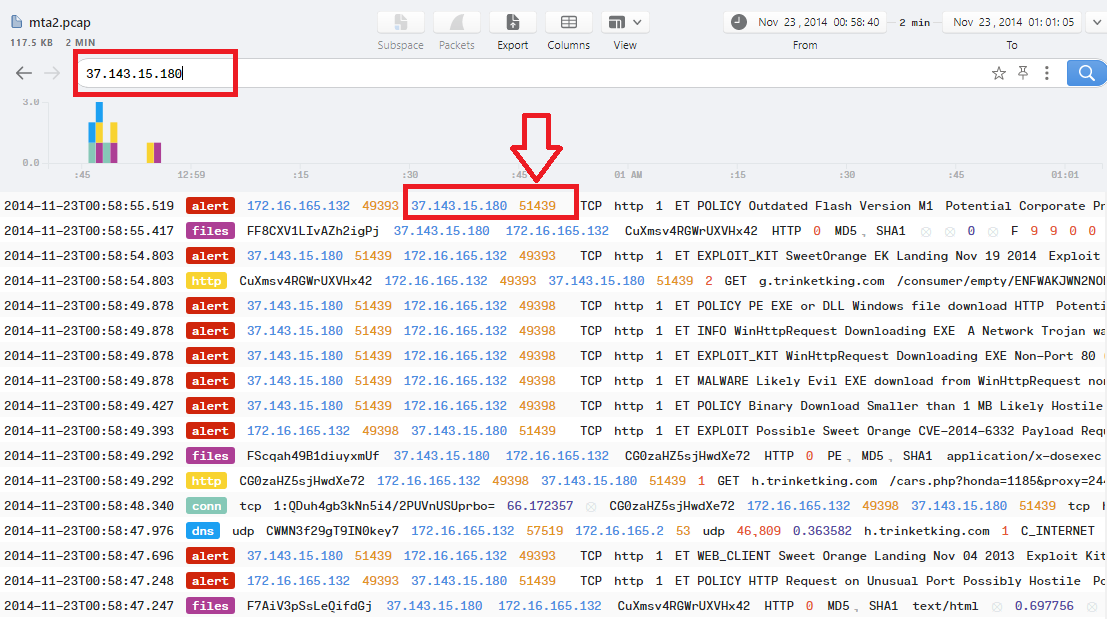 mta2.pcap
117.5 KB 2 MIN
Subspace Packets Export Columns View
Nov 23 , 2014 00: 58: 40 2 min Nov 23 , 2014 01: 01: 05
From To
37.143.15.180
3.0
0.0
:45 12:59 :15 :30 :45 01 AM :15 :30 :45 01:01
2014-11-23T00:58:55.519 alert 172.16.165.132 49393 37.143.15.180 51439 TCP http 1 ET POLICY Outdated Flash Version M1 Potential Corporate Pr
2014-11-23T00:58:55.417 files FF8CXV1LIvAZh2igPj 37.143.15.180 172.16.165.132 CuXmsv4RGWrUXVHx42 HTTP 0 MD5, SHA1 0 F 9 9 0 0
2014-11-23T00:58:54.803 alert 37.143.15.180 51439 172.16.165.132 49393 TCP http 1 ET EXPLOIT_KIT SweetOrange EK Landing Nov 19 2014 Exploit
2014-11-23T00:58:54.803 http CuXmsv4RGWrUXVHx42 172.16.165.132 49393 37.143.15.180 51439 2 GET g.trinketking.com /consumer/empty/ENFWAKJWN2NO
2014-11-23T00:58:49.878 alert 37.143.15.180 51439 172.16.165.132 49398 TCP http 1 ET POLICY PE EXE or DLL Windows file download HTTP Potenti
2014-11-23T00:58:49.878 alert 37.143.15.180 51439 172.16.165.132 49398 TCP http 1 ET INFO WinHttpRequest Downloading EXE A Network Trojan wa
2014-11-23T00:58:49.878 alert 37.143.15.180 51439 172.16.165.132 49398 TCP http 1 ET EXPLOIT_KIT WinHttpRequest Downloading EXE Non-Port 80
2014-11-23T00:58:49.878 alert 37.143.15.180 51439 172.16.165.132 49398 TCP http 1 ET MALWARE Likely Evil EXE download from WinHttpRequest no
2014-11-23T00:58:49.427 alert 37.143.15.180 51439 172.16.165.132 49398 TCP http 1 ET POLICY Binary Download Smaller than 1 MB Likely Hostile
2014-11-23T00:58:49.393 alert 172.16.165.132 49398 37.143.15.180 51439 TCP http 1 ET EXPLOIT Possible Sweet Orange CVE-2014-6332 Payload Requ
2014-11-23T00:58:49.292 files FScqah49B1diuyxmUf 37.143.15.180 172.16.165.132 CG0zaHZ5sjHwdXe72 HTTP 0 PE, MD5, SHA1 application/x-dosexec
2014-11-23T00:58:49.292 http CG0zaHZ5sjHwdXe72 172.16.165.132 49398 37.143.15.180 51439 1 GET h.trinketking.com /cars.php?honda=1185&proxy=24
2014-11-23T00:58:48.340 conn tcp 1:QDuh4gb3kNn5i4/2PUVnUSUprbo= 66.172357 CG0zaHZ5sjHwdXe72 172.16.165.132 49398 37.143.15.180 51439 tcp
2014-11-23T00:58:47.976 dns udp CWMN3f29gT9IN0key7 172.16.165.132 57519 172.16.165.2 53 udp 46,809 0.363582 h.trinketking.com 1 C_INTERNET
2014-11-23T00:58:47.696 alert 37.143.15.180 51439 172.16.165.132 49393 TCP http 1 ET WEB_CLIENT Sweet Orange Landing Nov 04 2013 Exploit Kit
2014-11-23T00:58:47.248 alert 172.16.165.132 49393 37.143.15.180 51439 TCP http 1 ET POLICY HTTP Request on Unusual Port Possibly Hostile Po
2014-11-23T00:58:47.247 files F7AiV3pSsLeQifdGj 37.143.15.180 172.16.165.132 CuXmsv4RGWrUXVHx42 HTTP 0 MD5, SHA1 text/html 0.697756